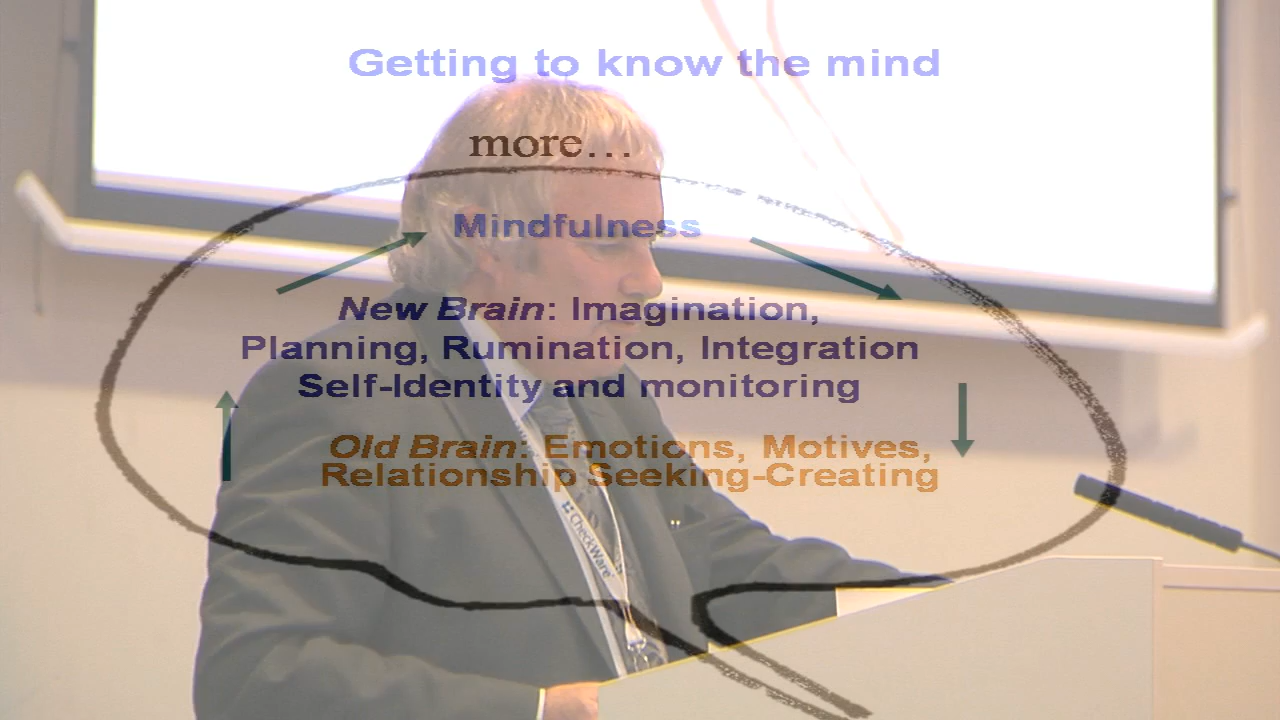 Getting to know the mind
more…
Mindfulness
New Brain: Imagination,
Planning, Rumination, Integration
Self-Identity and monitoring
Old Brain: Emotions, Motives,
Relationship Seeking-Creating
CheckWare